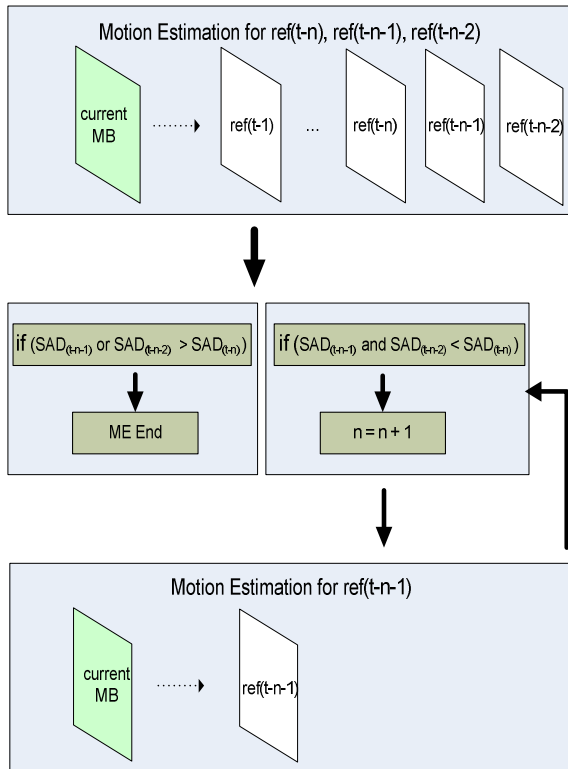 Motion Estimation for ref(t-n), ref(t-n-1), ref(t-n-2)
current
MB
ref(t-1)
...
ref(t-n)
ref(t-n-1)
ref(t-n-2)
if (SAD(t-n-1) or SAD(t-n-2) > SAD(t-n))
ME End
if (SAD(t-n-1) and SAD(t-n-2) < SAD(t-n))
n = n + 1
Motion Estimation for ref(t-n-1)
current
MB
ref(t-n-1)